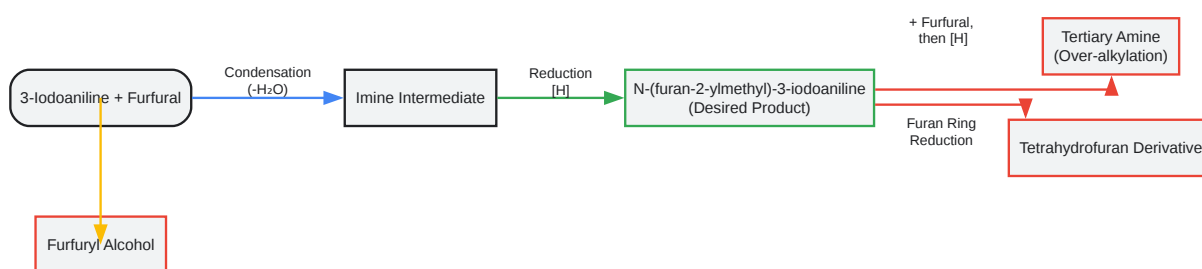 3-Iodoaniline + Furfural
Condensation
(-H₂O)
Imine Intermediate
Reduction
[H]
N-(furan-2-ylmethyl)-3-iodoaniline
(Desired Product)
+ Furfural,
then [H]
Tertiary Amine
(Over-alkylation)
Furan Ring
Reduction
Tetrahydrofuran Derivative
Furfuryl Alcohol